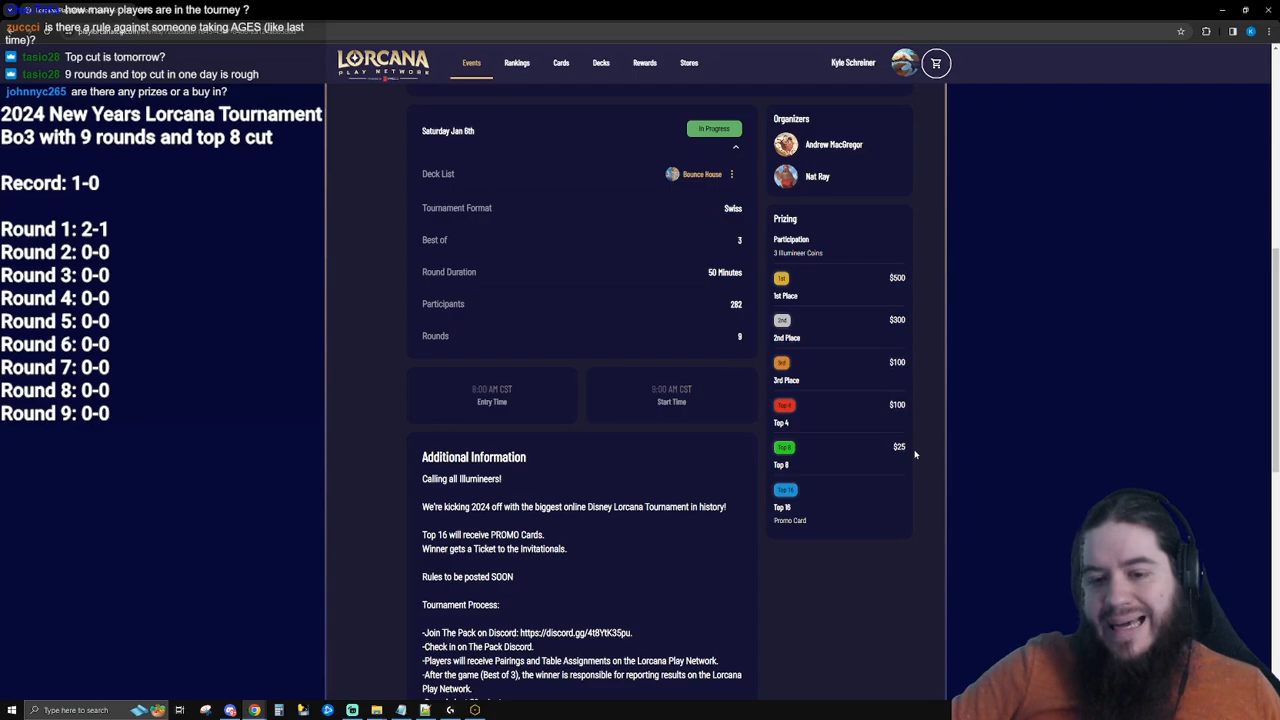 how many players are in the tourney ?
zuccci is there a rule against someone taking AGES (like last
time)?
tasio28 Top cut is tomorrow?
tasio28 9 rounds and top cut in one day is rough
johnnyc265 are there any prizes or a buy in?
2024 New Years Lorcana Tournament
Bo3 with 9 rounds and top 8 cut
Record: 1-0
Round 1: 2-1
Round 2: 0-0
Round 3: 0-0
Round 4: 0-0
Round 5: 0-0
Round 6: 0-0
Round 7: 0-0
Round 8: 0-0
Round 9: 0-0
LORCANA
PLAY NETWORK
Events
Rankings
Cards
Decks
Rewards
Stores
Kyle Schreiner
Saturday Jan 6th
In Progress
Deck List
Bounce House
Tournament Format
Swiss
Best of
3
Round Duration
50 Minutes
Participants
282
Rounds
9
8:00 AM CST
Entry Time
9:00 AM CST
Start Time
Additional Information
Calling all Illumineers!
We're kicking 2024 off with the biggest online Disney Lorcana Tournament in history!
Top 16 will receive PROMO Cards.
Winner gets a Ticket to the Invitationals.
Rules to be posted SOON
Tournament Process:
-Join The Pack on Discord: https://discord.gg/4t8YtK35pu.
-Check in on The Pack Discord.
-Players will receive Pairings and Table Assignments on the Lorcana Play Network.
-After the game (Best of 3), the winner is responsible for reporting results on the Lorcana
Play Network.
Organizers
Andrew MacGregor
Nat Ray
Prizing
Participation
3 Illumineer Coins
1st
$500
1st Place
2nd
$300
2nd Place
3rd
$100
3rd Place
Top 4
$100
Top 4
Top 8
$25
Top 8
Top 16
Top 16
Promo Card
Type here to search